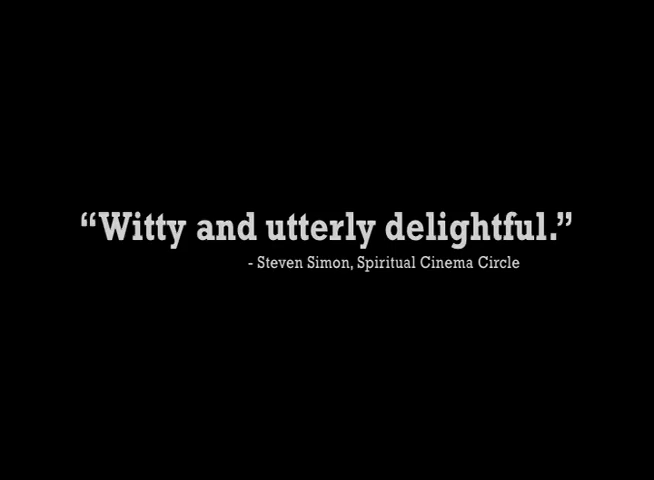 “Witty and utterly delightful.”
- Steven Simon, Spiritual Cinema Circle